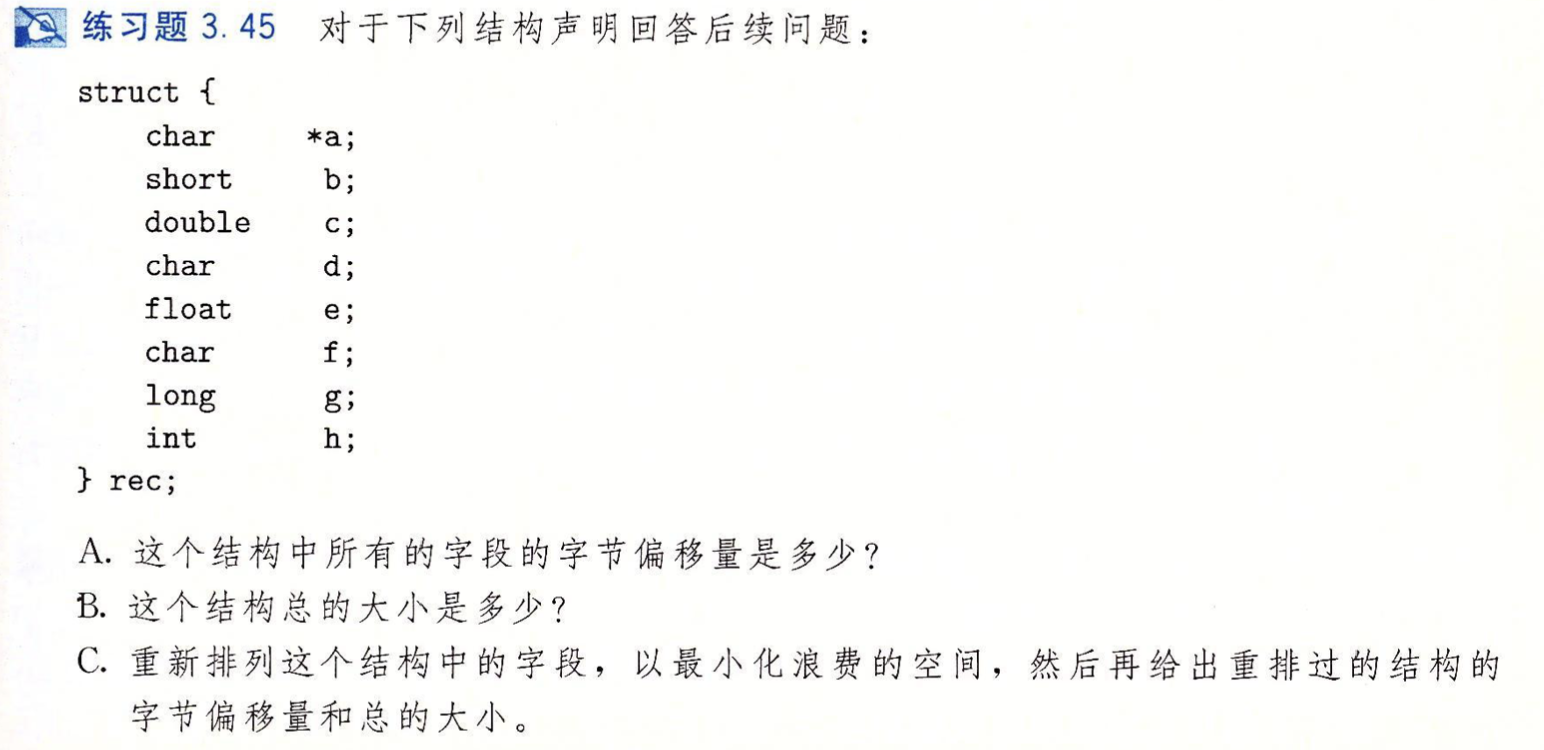 练习题 3.45 对于下列结构声明回答后续问题：
struct {
    char    *a;
    short    b;
    double   c;
    char     d;
    float    e;
    char     f;
    long     g;
    int      h;
} rec;
A. 这个结构中所有的字段的字节偏移量是多少?
B. 这个结构总的大小是多少?
C. 重新排列这个结构中的字段，以最小化浪费的空间，然后再给出重排过的结构的
字节偏移量和总的大小。